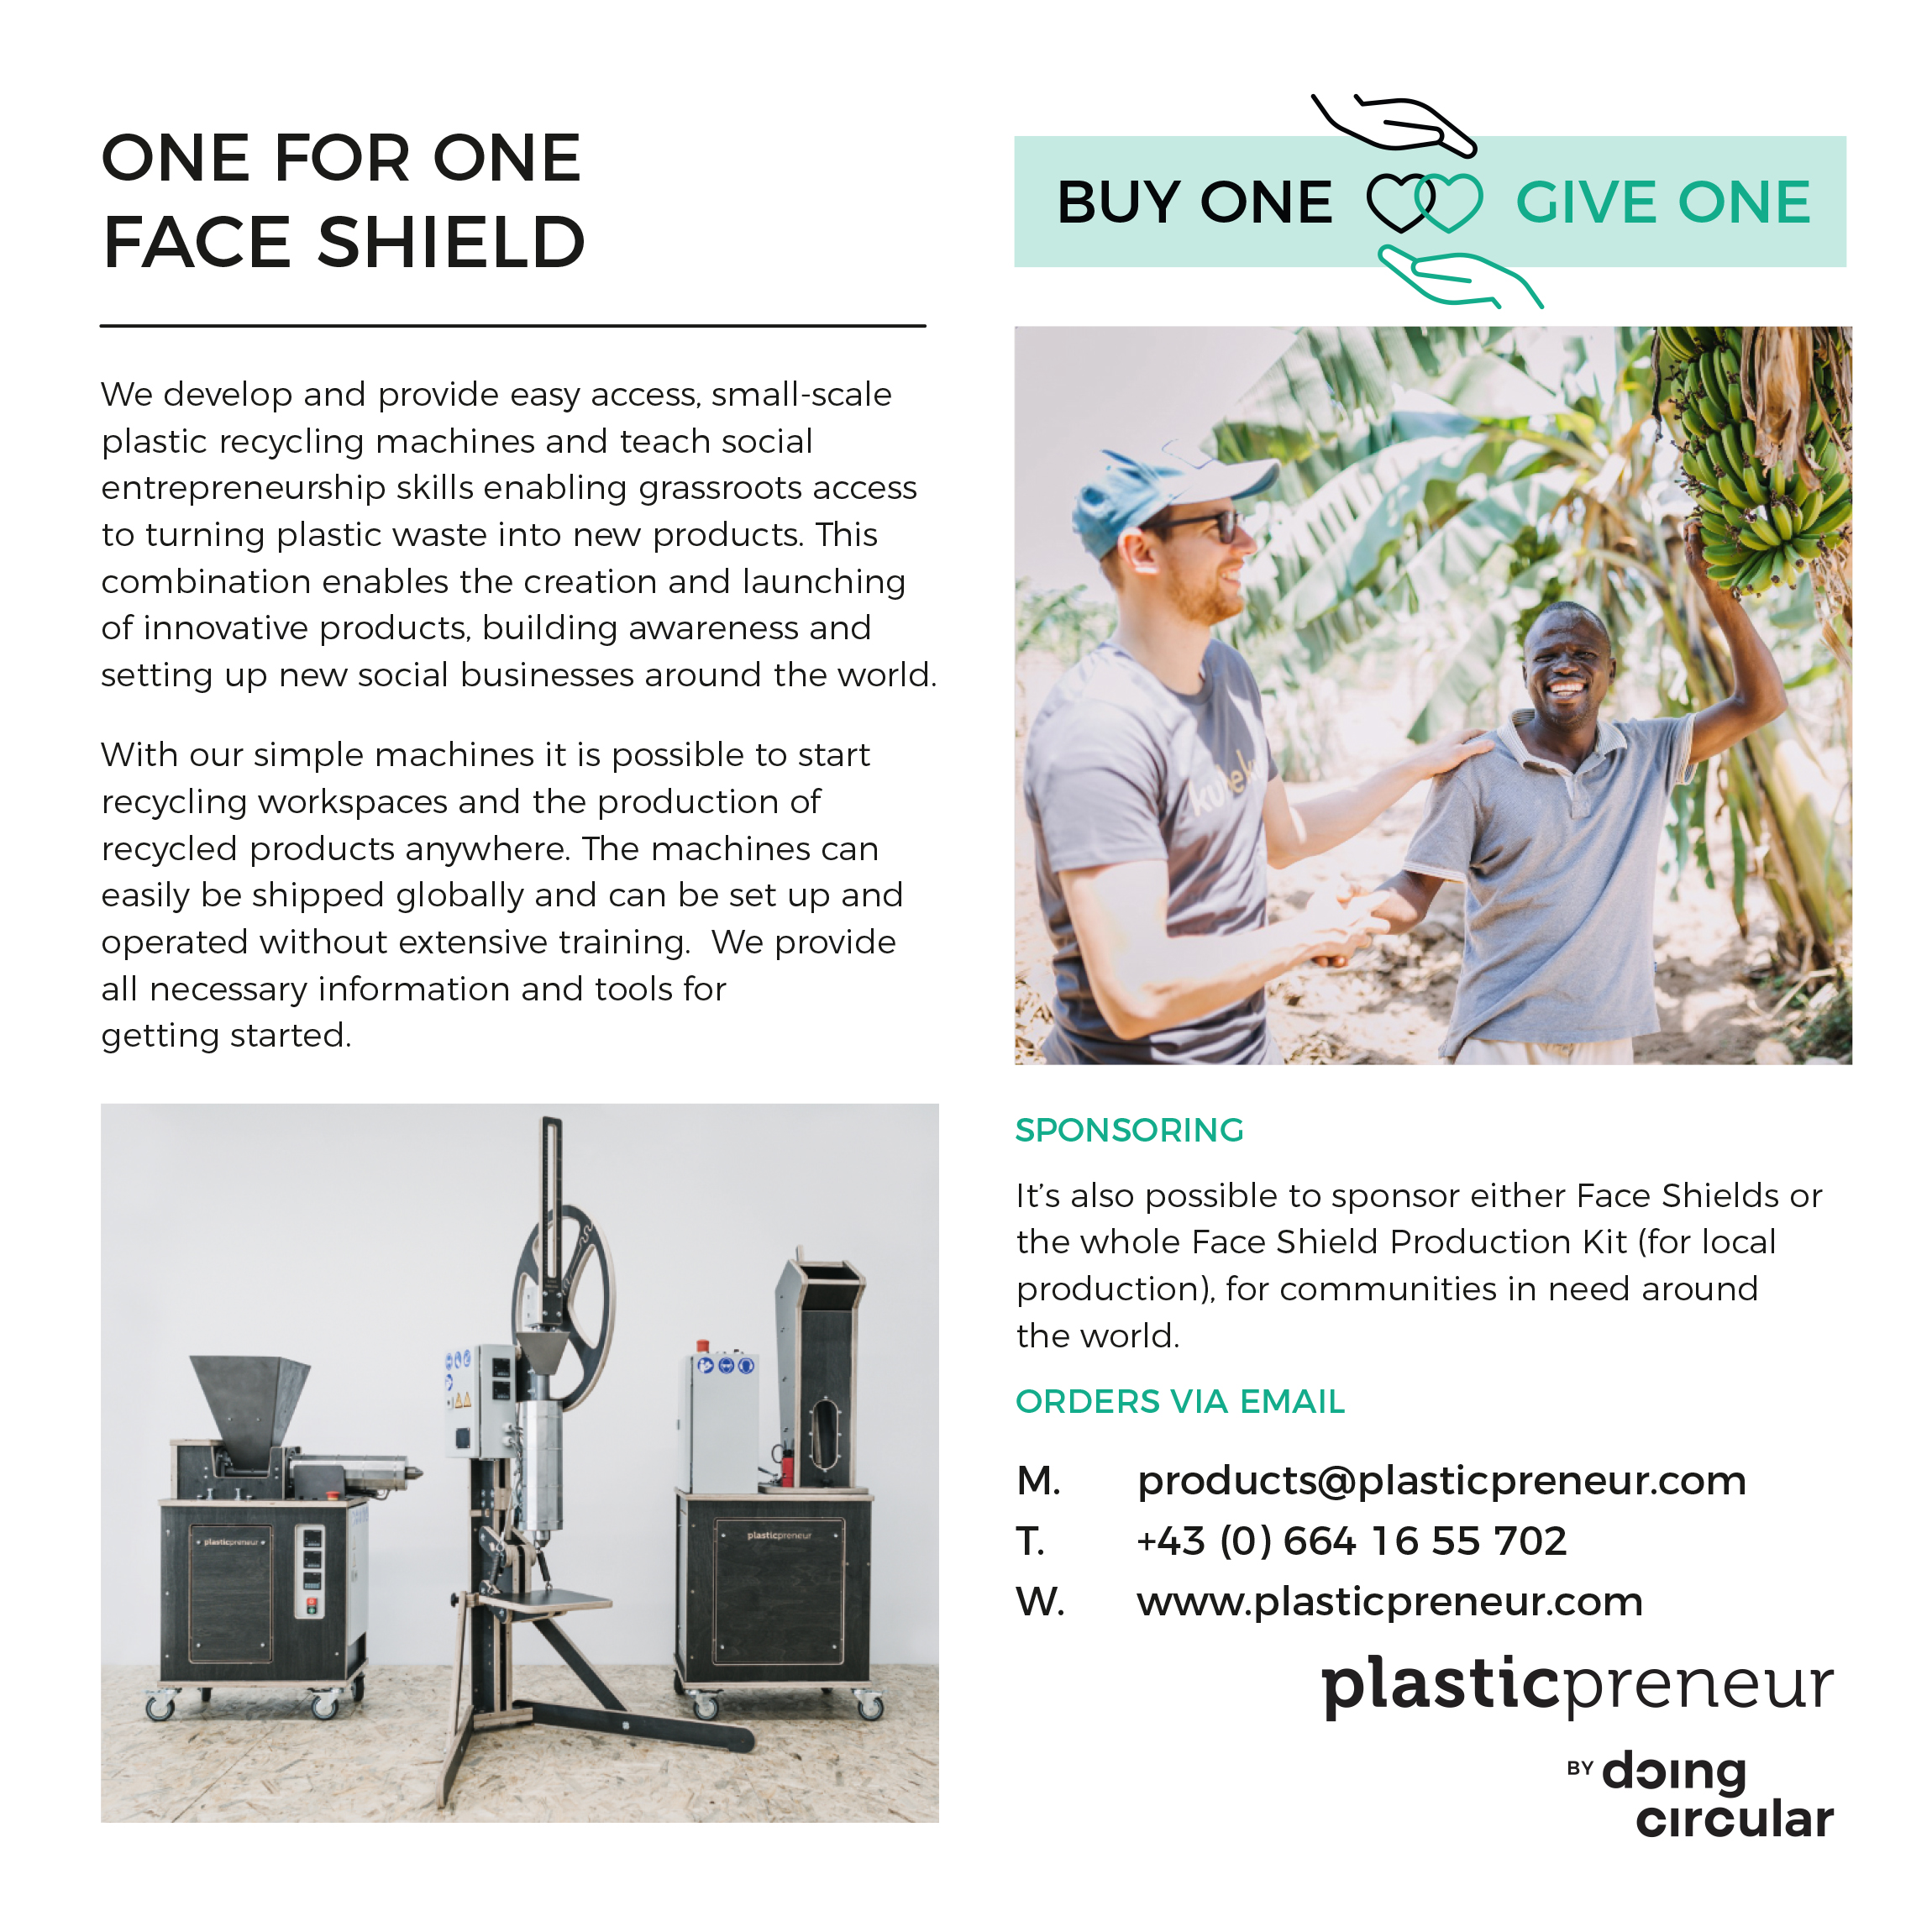 ONE FOR ONE
FACE SHIELD
We develop and provide easy access, small-scale
plastic recycling machines and teach social
entrepreneurship skills enabling grassroots access
to turning plastic waste into new products. This
combination enables the creation and launching
of innovative products, building awareness and
setting up new social businesses around the world.
With our simple machines it is possible to start
recycling workspaces and the production of
recycled products anywhere. The machines can
easily be shipped globally and can be set up and
operated without extensive training.  We provide
all necessary information and tools for
getting started.
plasticpreneur
plasticpreneur
BUY ONE GIVE ONE
SPONSORING
It’s also possible to sponsor either Face Shields or
the whole Face Shield Production Kit (for local
production), for communities in need around
the world.
ORDERS VIA EMAIL
M. products@plasticpreneur.com
T. +43 (0) 664 16 55 702
W. www.plasticpreneur.com
plasticpreneur
BY doing
circular